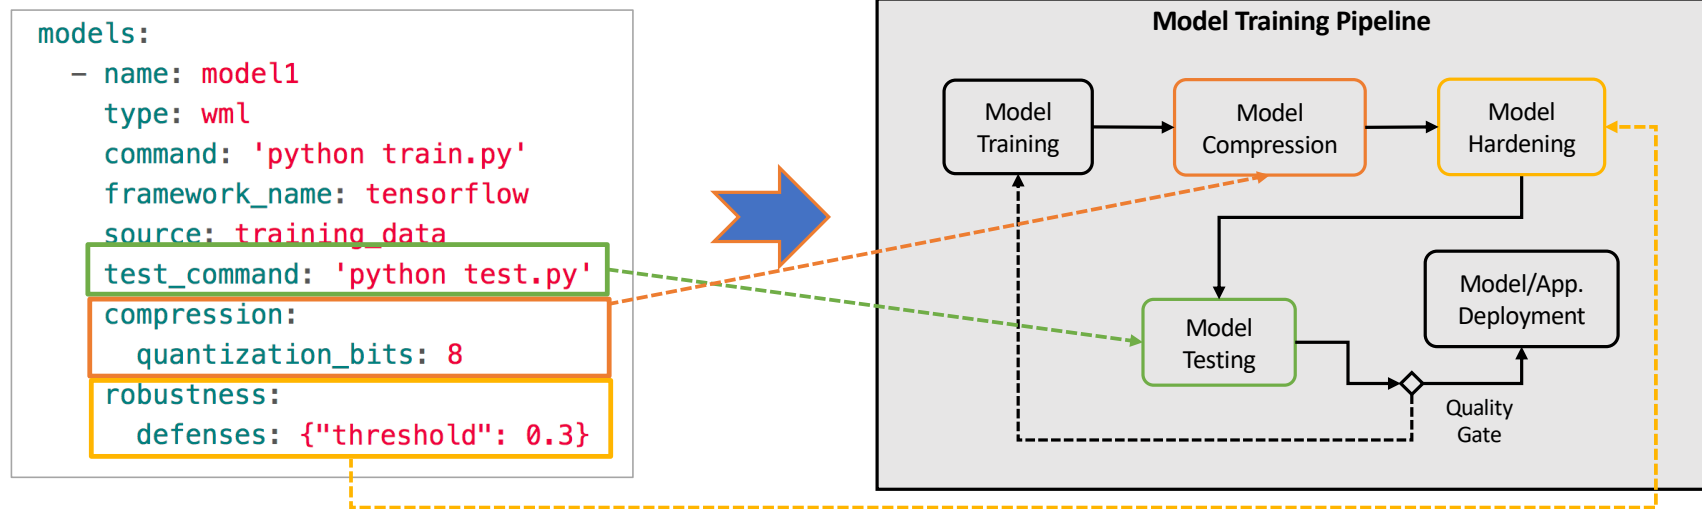 models:
  - name: model1
    type: wml
    command: 'python train.py'
    framework_name: tensorflow
    source: training_data
    test_command: 'python test.py'
    compression:
      quantization_bits: 8
    robustness:
      defenses: {"threshold": 0.3}
Model Training Pipeline
Model
Training
Model
Compression
Model
Hardening
Model
Testing
Model/App.
Deployment
Quality
Gate